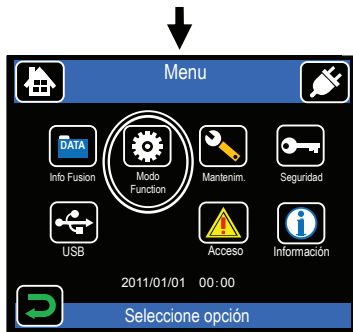 Menu
DATA
Info Fusion
Modo
Function
Mantenim.
Seguridad
USB
Acceso
Información
2011/01/01 00:00
Seleccione opción